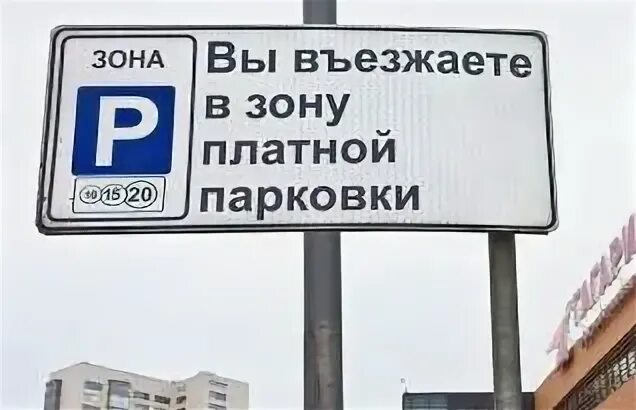 ЗОНА
P
10 15 20
Вы въезжаете
в зону
платной
парковки